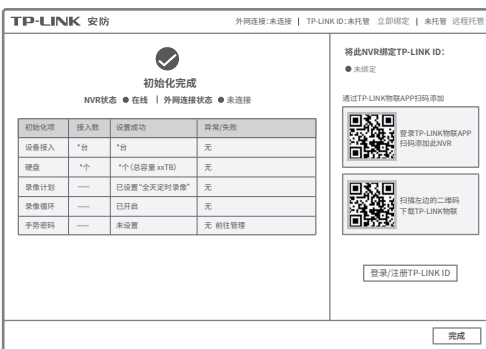 TP-LINK 安防
外网连接:未连接 | TP-LINK ID:未托管 立即绑定 | 未托管 远程托管
初始化完成
NVR状态 ● 在线 | 外网连接状态 ● 未连接
初始化项 接入数 设置成功 异常/失败
设备接入 *台 *台 无
硬盘 *个 *个(总容量 xxTB) 无
录像计划 —— 已设置“全天定时录像” 无
录像循环 —— 已开启 无
手势密码 —— 未设置 无 前往管理
将此NVR绑定TP-LINK ID:
● 未绑定
通过TP-LINK物联APP扫码添加
登录TP-LINK物联APP
扫码添加此NVR
扫描左边的二维码
下载TP-LINK物联
登录/注册TP-LINK ID
完成